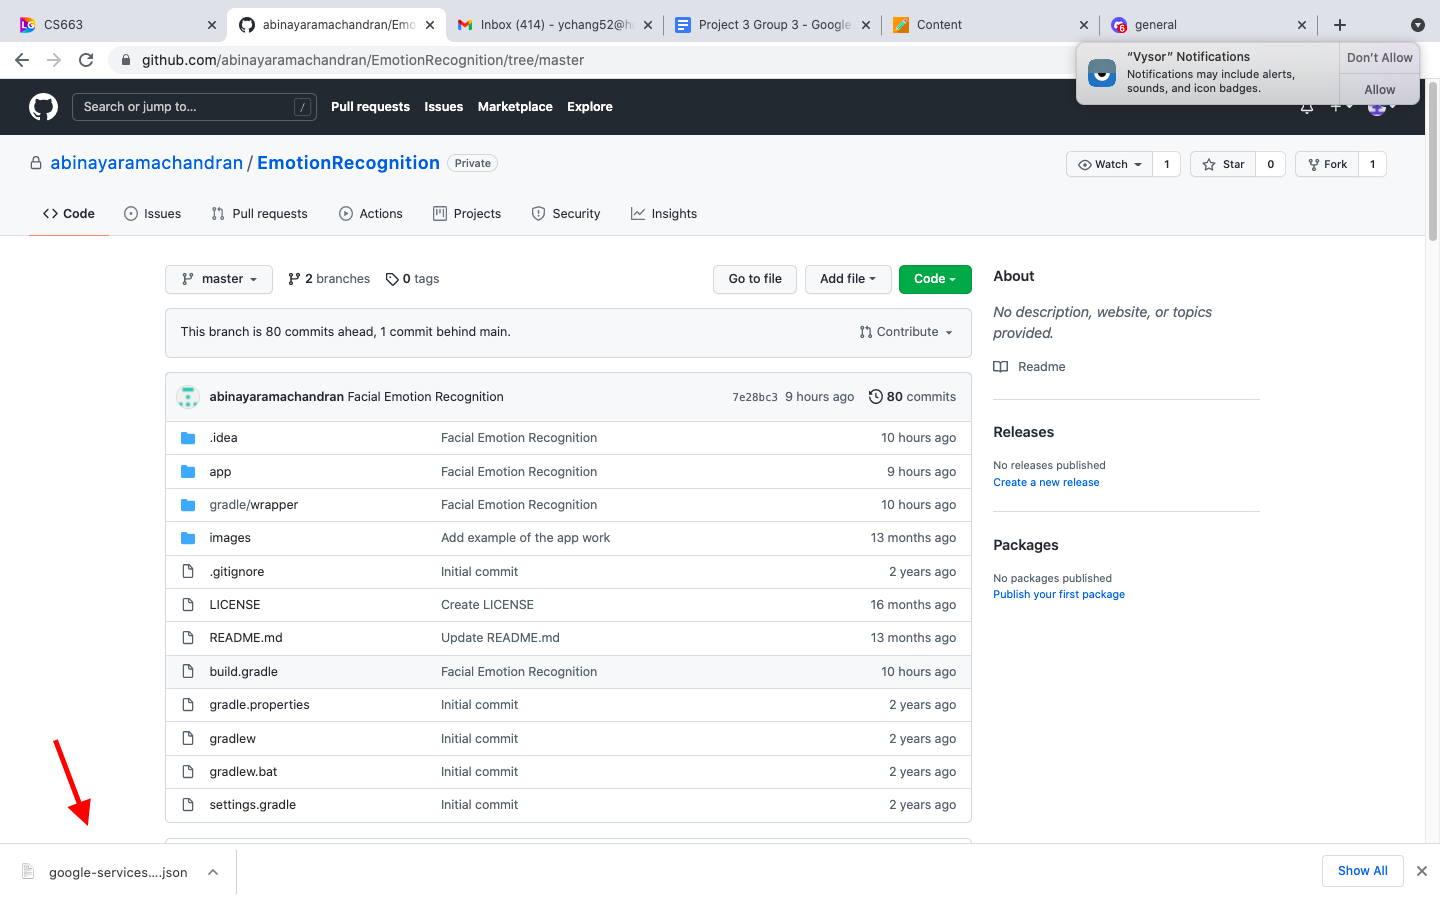 CS663
abinayaramachandran/Emo
Inbox (414) - ychang52@h
Project 3 Group 3 - Google
Content
6
general
github.com/abinayaramachandran/EmotionRecognition/tree/master
“Vysor” Notifications
Notifications may include alerts,
sounds, and icon badges.
Don’t Allow
Allow
Search or jump to...
/
Pull requests
Issues
Marketplace
Explore
abinayaramachandran / EmotionRecognition
Private
Watch
1
Star
0
Fork
1
Code
Issues
Pull requests
Actions
Projects
Security
Insights
master
2 branches
0 tags
Go to file
Add file
Code
This branch is 80 commits ahead, 1 commit behind main.
Contribute
abinayaramachandran Facial Emotion Recognition
7e28bc3 9 hours ago
80 commits
.idea Facial Emotion Recognition 10 hours ago
app Facial Emotion Recognition 9 hours ago
gradle/wrapper Facial Emotion Recognition 10 hours ago
images Add example of the app work 13 months ago
.gitignore Initial commit 2 years ago
LICENSE Create LICENSE 16 months ago
README.md Update README.md 13 months ago
build.gradle Facial Emotion Recognition 10 hours ago
gradle.properties Initial commit 2 years ago
gradlew Initial commit 2 years ago
gradlew.bat Initial commit 2 years ago
settings.gradle Initial commit 2 years ago
About
No description, website, or topics
provided.
Readme
Releases
No releases published
Create a new release
Packages
No packages published
Publish your first package
google-services....json
Show All